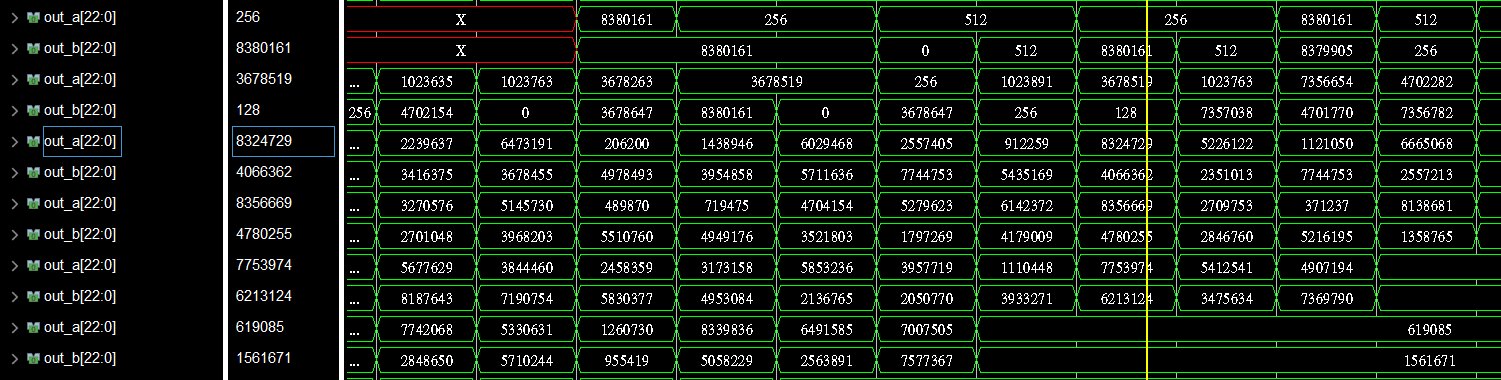 out_a[22:0] 256 X 8380161 256 512 256 8380161 512
out_b[22:0] 8380161 X 8380161 0 512 8380161 512 8379905 256
out_a[22:0] 3678519 ... 1023635 1023763 3678263 3678519 256 1023891 3678519 1023763 7356654 4702282
out_b[22:0] 128 256 4702154 0 3678647 8380161 0 3678647 256 128 7357038 4701770 7356782
out_a[22:0] 8324729 ... 2239637 6473191 206200 1438946 6029468 2557405 912259 8324729 5226122 1121050 6665068
out_b[22:0] 4066362 ... 3416375 3678455 4978493 3954858 5711636 7744753 5435169 4066362 2351013 7744753 2557213
out_a[22:0] 8356669 ... 3270576 5145730 489870 719475 4704154 5279623 6142372 8356669 2709753 371237 8138681
out_b[22:0] 4780255 ... 2701048 3968203 5510760 4949176 3521803 1797269 4179009 4780255 2846760 5216195 1358765
out_a[22:0] 7753974 ... 5677629 3844460 2458359 3173158 5853236 3957719 1110448 7753974 5412541 4907194
out_b[22:0] 6213124 ... 8187643 7190754 5830377 4953084 2136765 2050770 3933271 6213124 3475634 7369790
out_a[22:0] 619085 ... 7742068 5330631 1260730 8339836 6491585 7007505 619085
out_b[22:0] 1561671 ... 2848650 5710244 955419 5058229 2563891 7577367 1561671